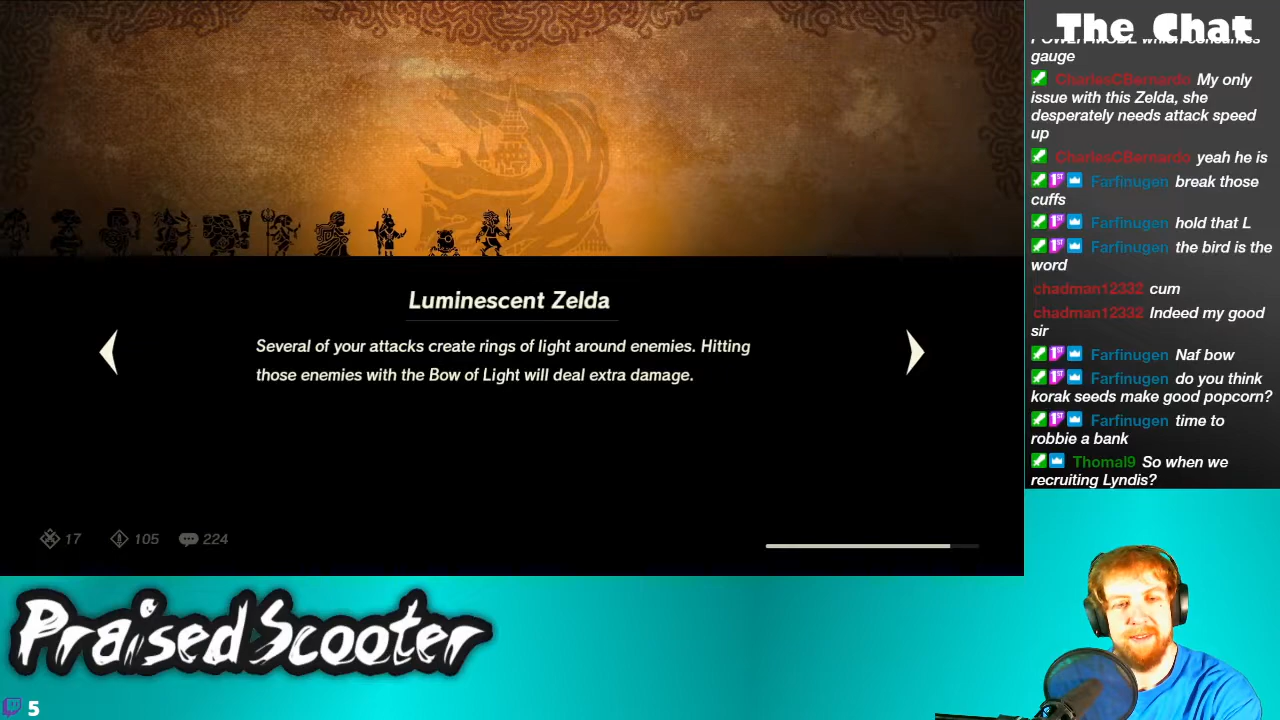 The Chat
POWER MODE which consumes
gauge
CharlesCBernardo My only
issue with this Zelda, she
desperately needs attack speed
up
CharlesCBernardo yeah he is
Farfinugen break those
cuffs
Farfinugen hold that L
Farfinugen the bird is the
word
chadman12332 cum
chadman12332 Indeed my good
sir
Farfinugen Naf bow
Farfinugen do you think
korak seeds make good popcorn?
Farfinugen time to
robbie a bank
Thomal9 So when we
recruiting Lyndis?
Luminescent Zelda
Several of your attacks create rings of light around enemies. Hitting
those enemies with the Bow of Light will deal extra damage.
17 105 224
PraisedScooter
5